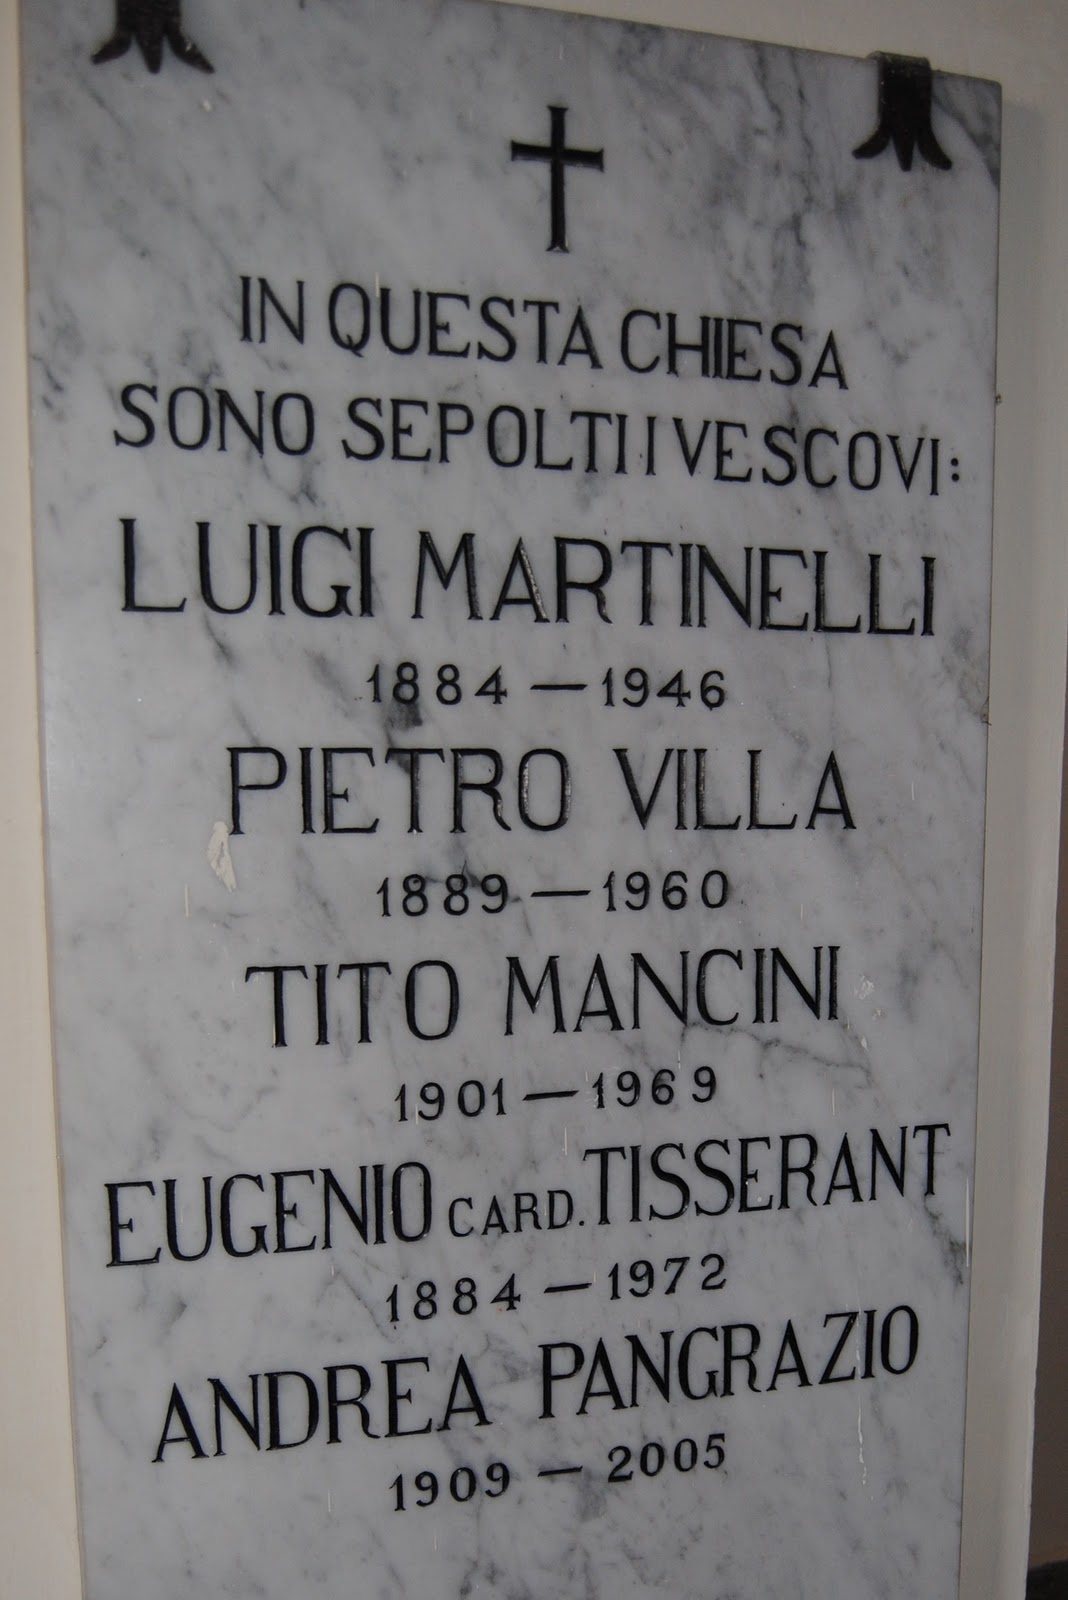 IN QUESTA CHIESA
SONO SEPOLTI I VESCOVI:
LUIGI MARTINELLI
1884 — 1946
PIETRO VILLA
1889 — 1960
TITO MANCINI
1901 — 1969
EUGENIO CARD. TISSERANT
1884 — 1972
ANDREA PANGRAZIO
1909 — 2005